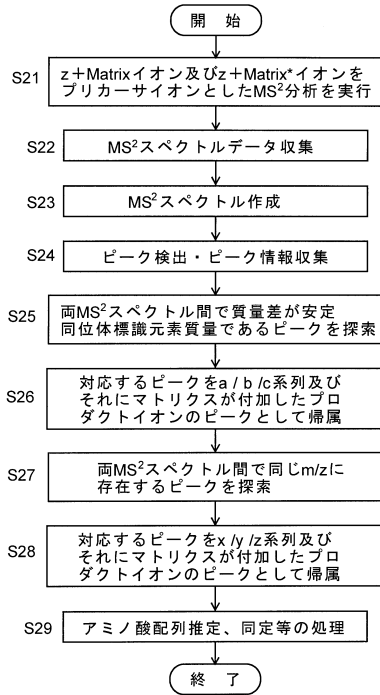 開始
S21
z＋Matrixイオン及びz＋Matrix*イオンを
プリカーサイオンとしたMS²分析を実行
S22
MS²スペクトルデータ収集
S23
MS²スペクトル作成
S24
ピーク検出・ピーク情報収集
S25
両MS²スペクトル間で質量差が安定
同位体標識元素質量であるピークを探索
S26
対応するピークをa / b /c系列及び
それにマトリクスが付加したプロ
ダクトイオンのピークとして帰属
S27
両MS²スペクトル間で同じm/zに
存在するピークを探索
S28
対応するピークをx /y /z系列及び
それにマトリクスが付加したプロ
ダクトイオンのピークとして帰属
S29
アミノ酸配列推定、同定等の処理
終了